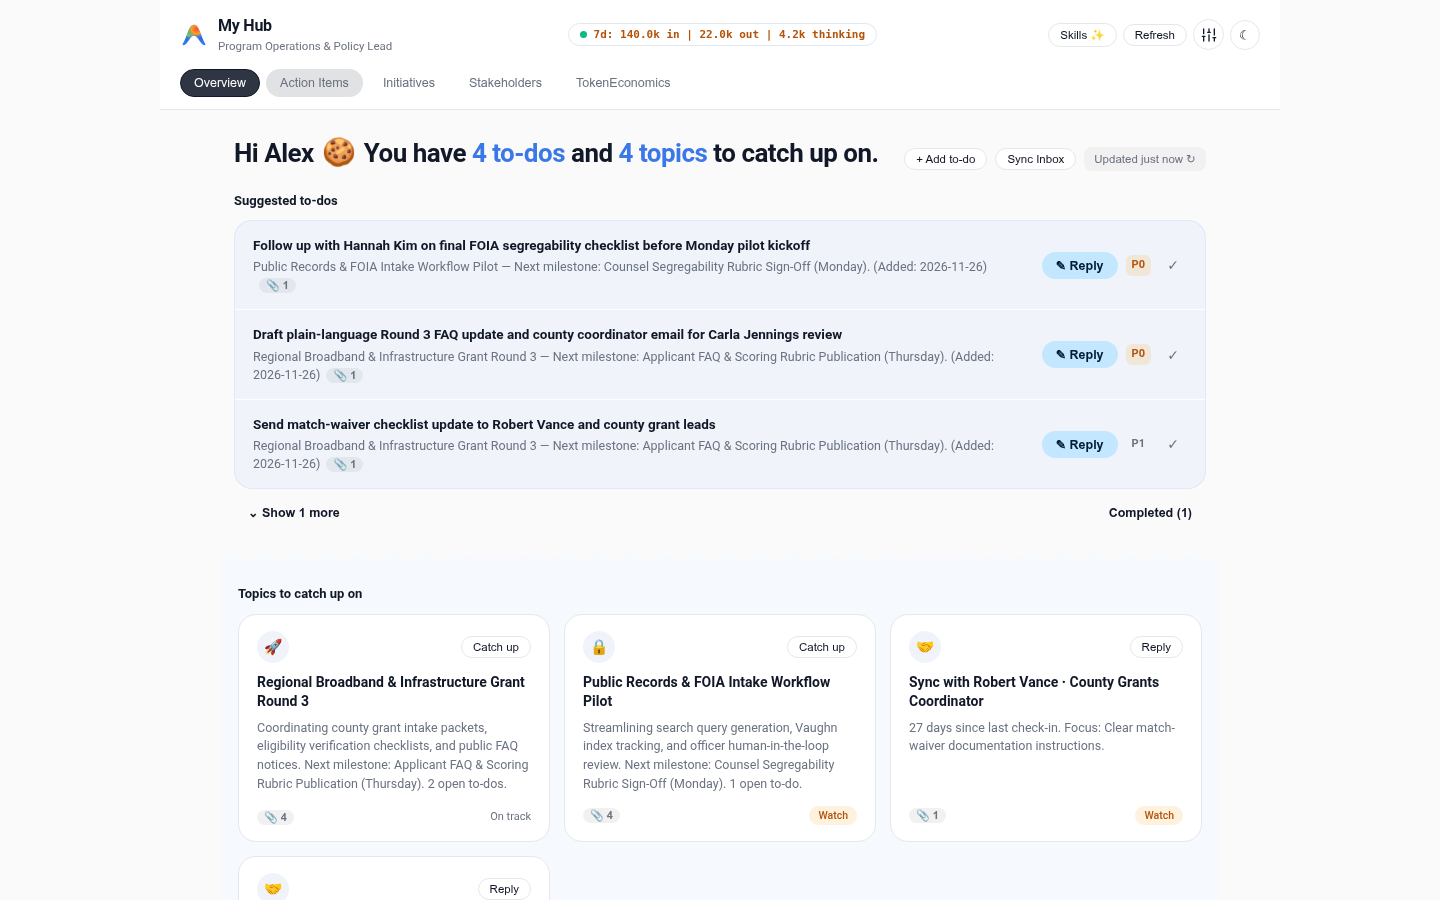 My Hub
Program Operations & Policy Lead
7d: 140.0k in | 22.0k out | 4.2k thinking
Skills ✨
Refresh
Overview
Action Items
Initiatives
Stakeholders
TokenEconomics
Hi Alex 🍪 You have 4 to-dos and 4 topics to catch up on.
+ Add to-do
Sync Inbox
Updated just now ↻
Suggested to-dos
Follow up with Hannah Kim on final FOIA segregability checklist before Monday pilot kickoff
Public Records & FOIA Intake Workflow Pilot — Next milestone: Counsel Segregability Rubric Sign-Off (Monday). (Added: 2026-11-26)
📎 1
✎ Reply
P0
✓
Draft plain-language Round 3 FAQ update and county coordinator email for Carla Jennings review
Regional Broadband & Infrastructure Grant Round 3 — Next milestone: Applicant FAQ & Scoring Rubric Publication (Thursday). (Added:
2026-11-26) 📎 1
✎ Reply
P0
✓
Send match-waiver checklist update to Robert Vance and county grant leads
Regional Broadband & Infrastructure Grant Round 3 — Next milestone: Applicant FAQ & Scoring Rubric Publication (Thursday). (Added:
2026-11-26) 📎 1
✎ Reply
P1
✓
⌄ Show 1 more
Completed (1)
Topics to catch up on
🚀
Catch up
Regional Broadband & Infrastructure Grant
Round 3
Coordinating county grant intake packets,
eligibility verification checklists, and public FAQ
notices. Next milestone: Applicant FAQ & Scoring
Rubric Publication (Thursday). 2 open to-dos.
📎 4
On track
🔒
Catch up
Public Records & FOIA Intake Workflow
Pilot
Streamlining search query generation, Vaughn
index tracking, and officer human-in-the-loop
review. Next milestone: Counsel Segregability
Rubric Sign-Off (Monday). 1 open to-do.
📎 4
Watch
🤝
Reply
Sync with Robert Vance · County Grants
Coordinator
27 days since last check-in. Focus: Clear match-
waiver documentation instructions.
📎 1
Watch
🤝
Reply